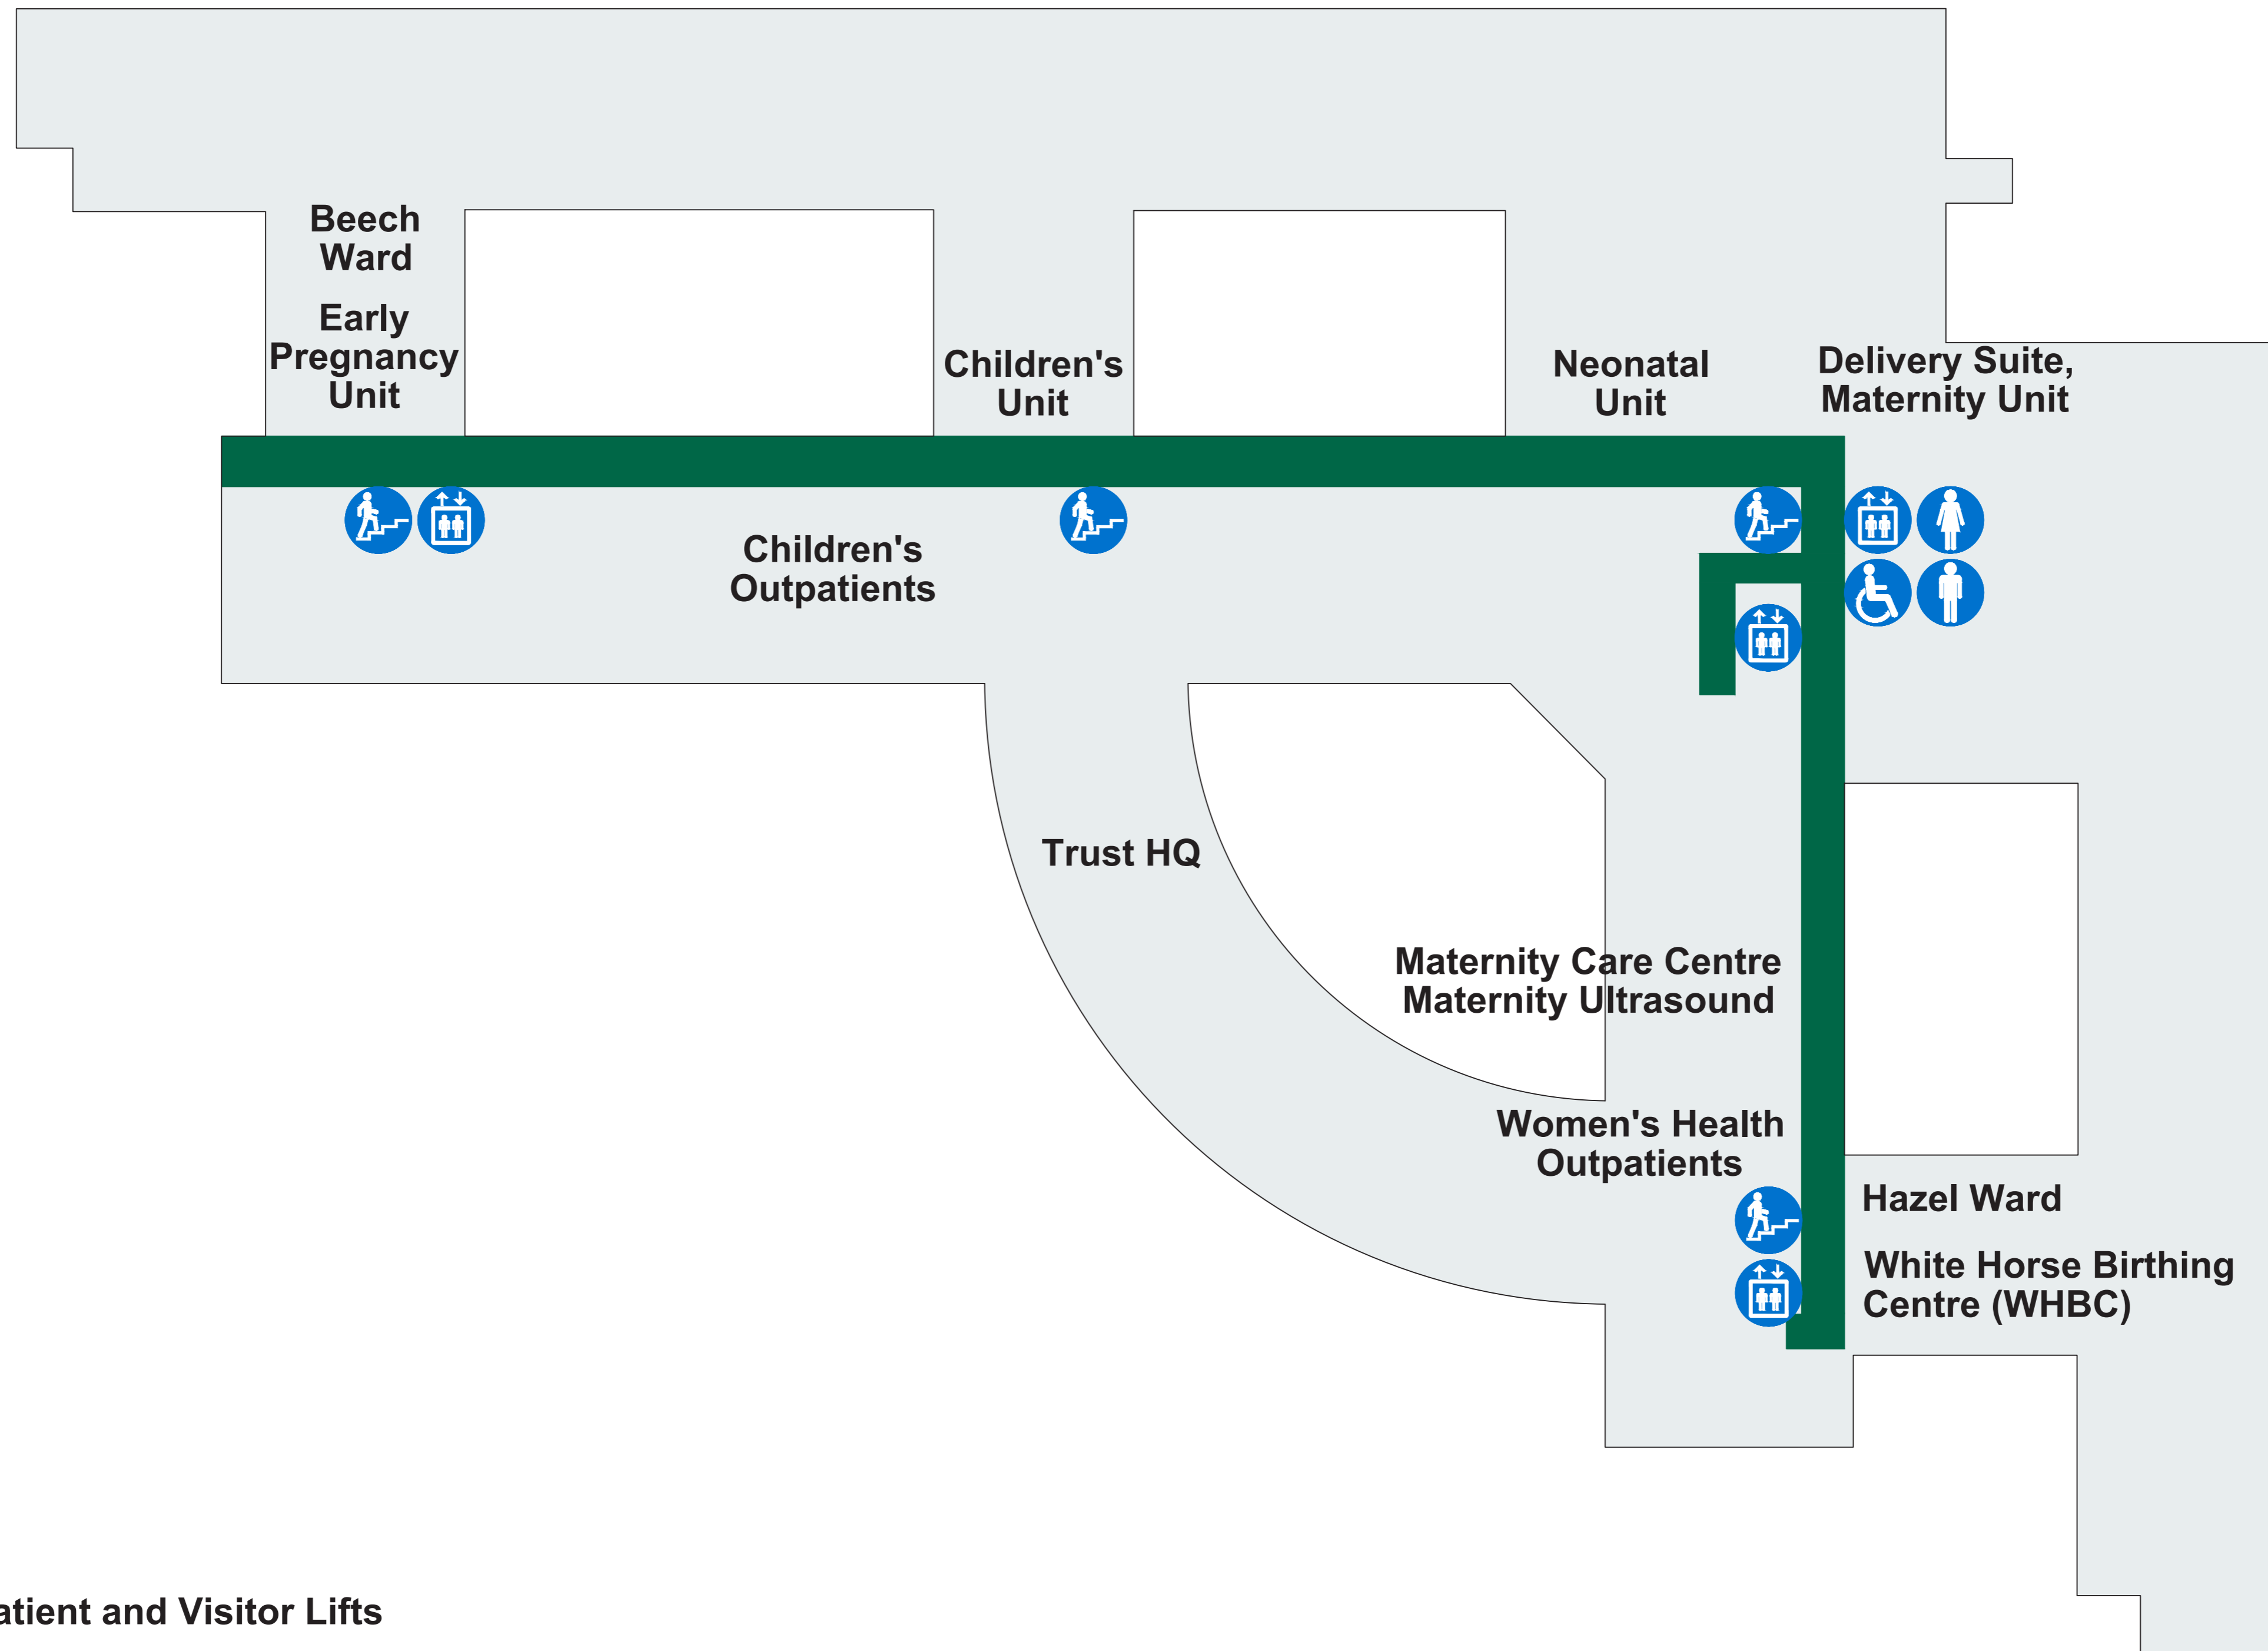 Beech
Ward
Early
Pregnancy
Unit
Children's
Unit
Neonatal
Unit
Delivery Suite,
Maternity Unit
Children's
Outpatients
Trust HQ
Maternity Care Centre
Maternity Ultrasound
Women's Health
Outpatients
Hazel Ward
White Horse Birthing
Centre (WHBC)
and Visitor Lifts